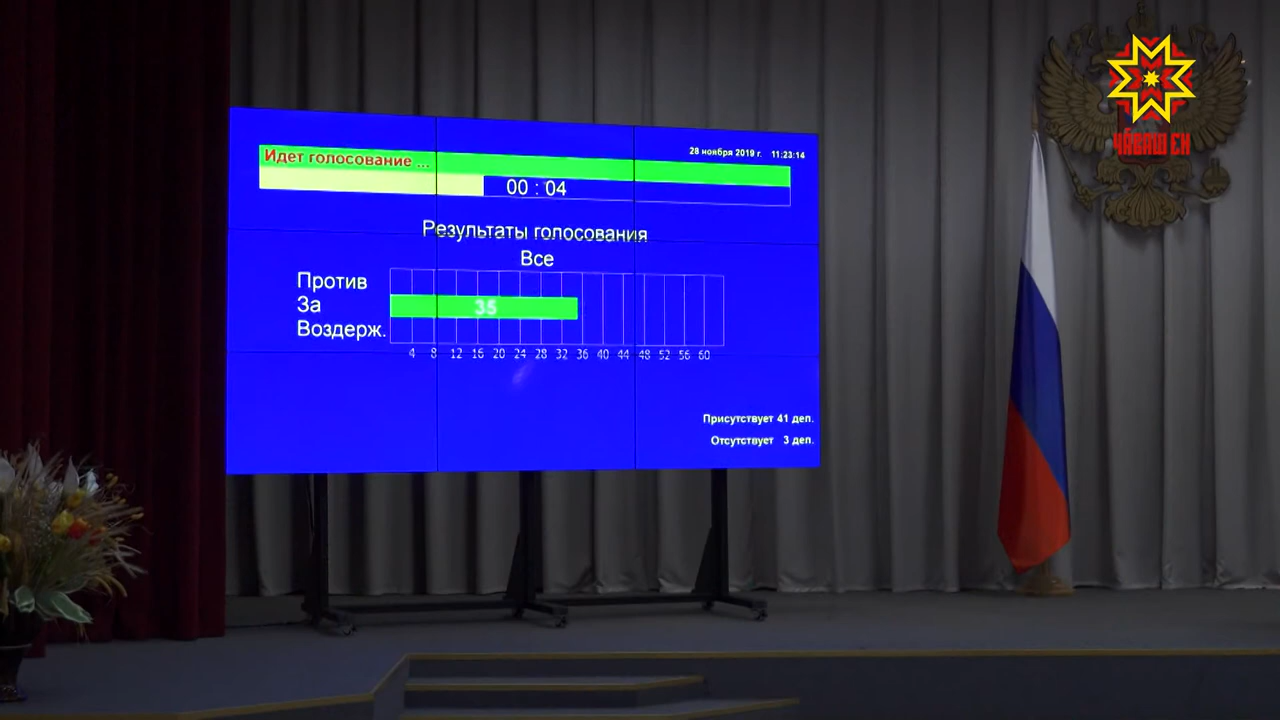 ЧӐВАШ ЕН
28 ноября 2019 г. 11:23:14
Идет голосование ...
00 : 04
Результаты голосования
Все
Против
За 35
Воздерж.
4 8 12 16 20 24 28 32 36 40 44 48 52 56 60
Присутствует 41 деп.
Отсутствует 3 деп.